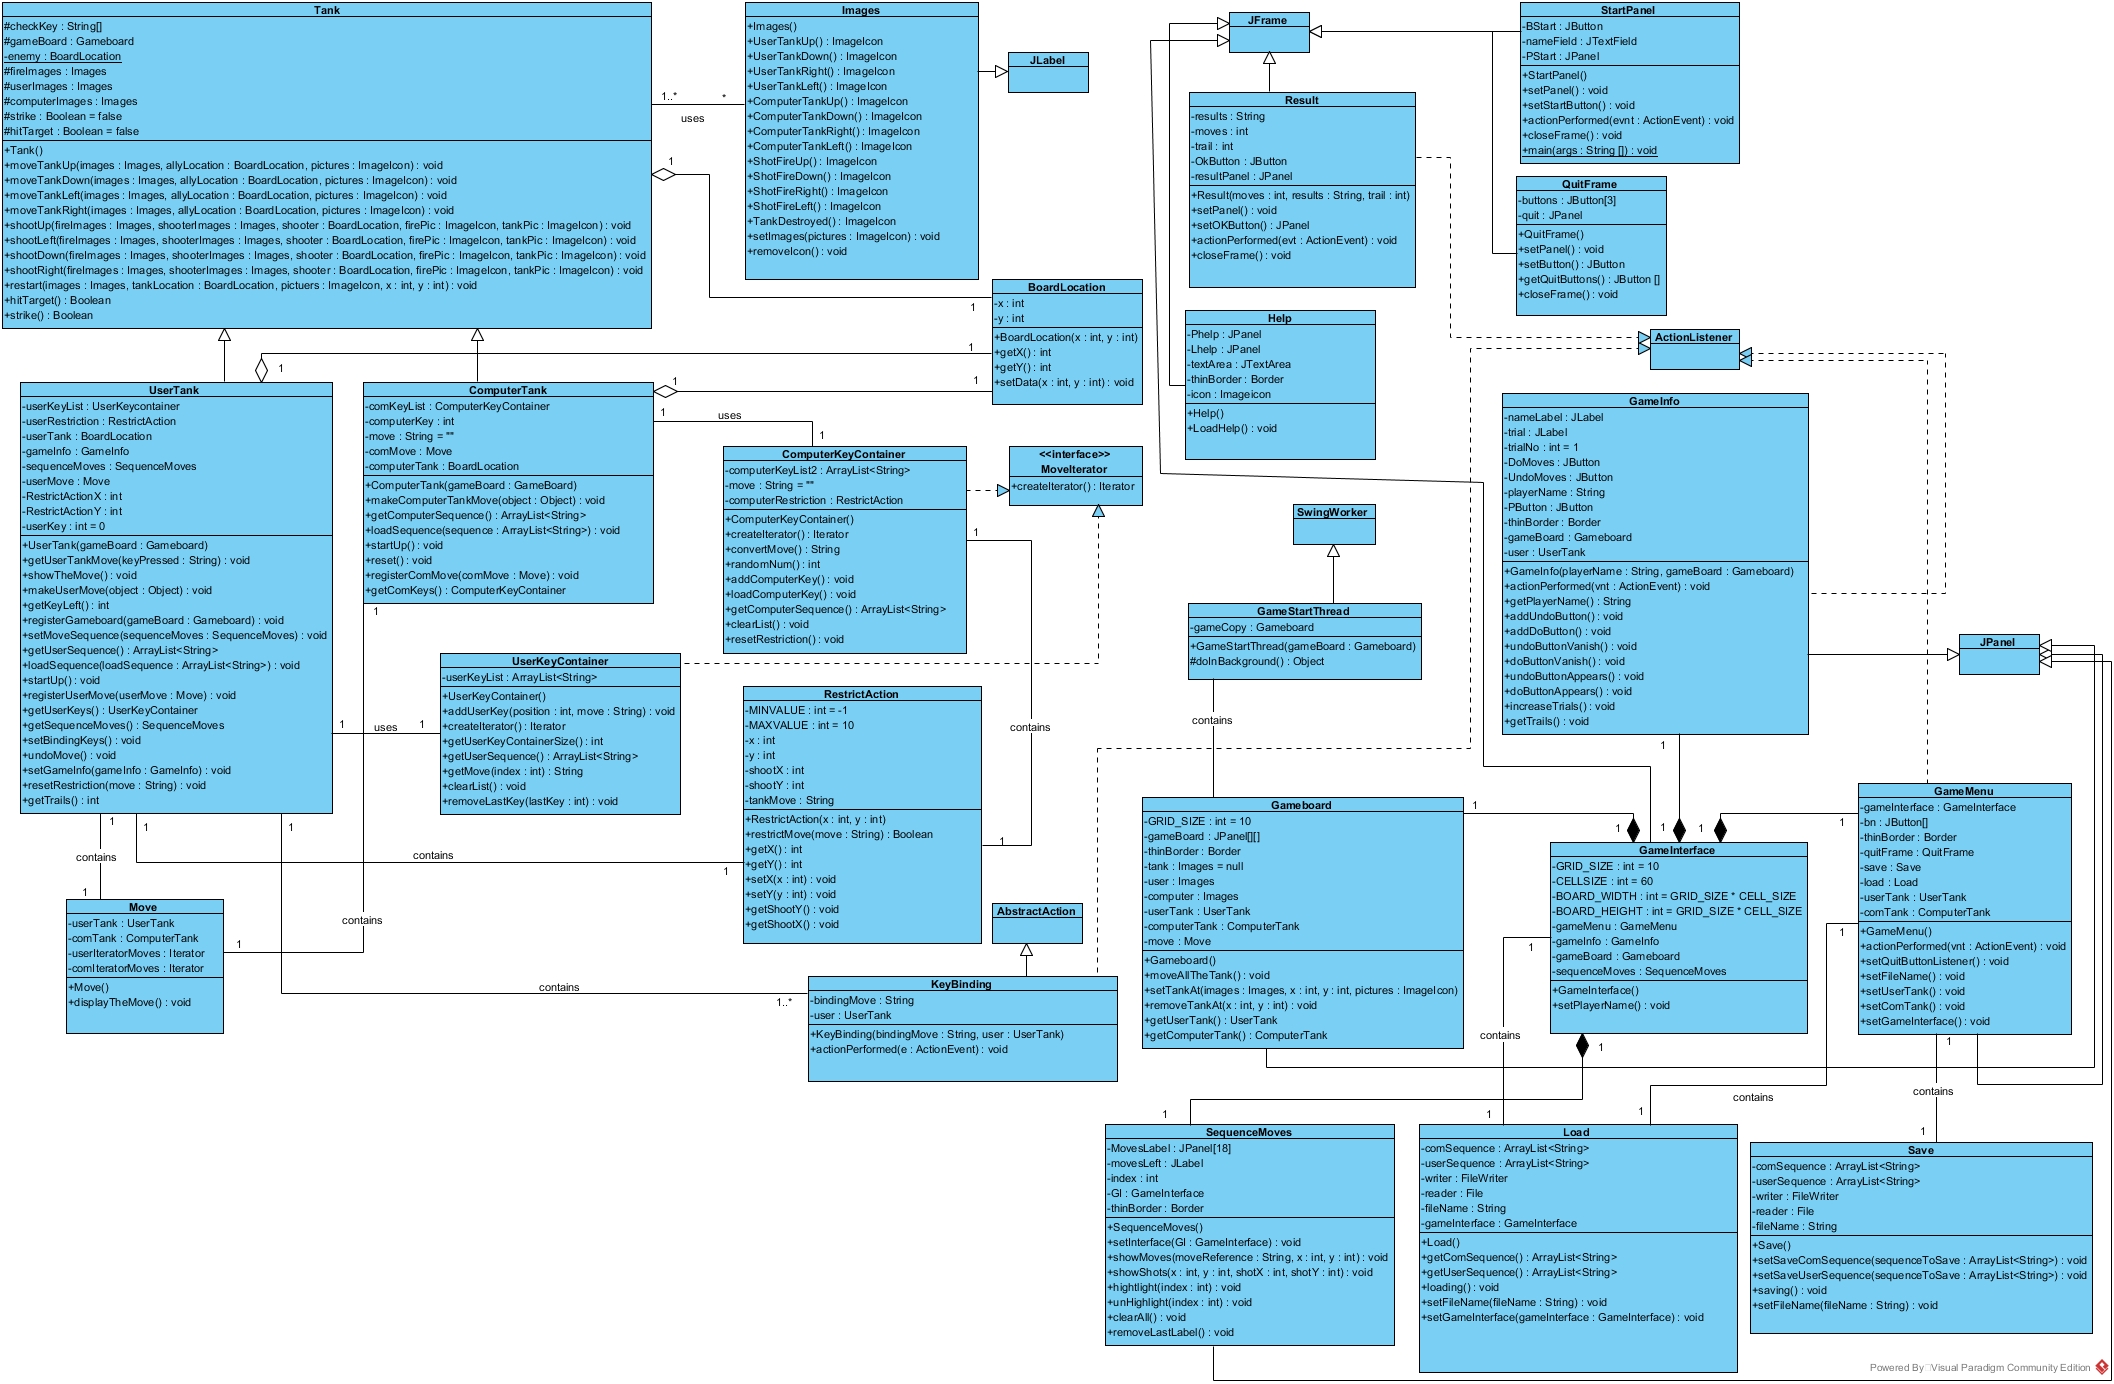 Tank
#checkKey : String[]
#gameBoard : Gameboard
-enemy : BoardLocation
#fireImages : Images
#userImages : Images
#computerImages : Images
#strike : Boolean = false
#hitTarget : Boolean = false
+Tank()
+moveTankUp(images : Images, allyLocation : BoardLocation, pictures : ImageIcon) : void
+moveTankDown(images : Images, allyLocation : BoardLocation, pictures : ImageIcon) : void
+moveTankLeft(images : Images, allyLocation : BoardLocation, pictures : ImageIcon) : void
+moveTankRight(images : Images, allyLocation : BoardLocation, pictures : ImageIcon) : void
+shootUp(fireImages : Images, shooterImages : Images, shooter : BoardLocation, firePic : ImageIcon, tankPic : ImageIcon) : void
+shootLeft(fireImages : Images, shooterImages : Images, shooter : BoardLocation, firePic : ImageIcon, tankPic : ImageIcon) : void
+shootDown(fireImages : Images, shooterImages : Images, shooter : BoardLocation, firePic : ImageIcon, tankPic : ImageIcon) : void
+shootRight(fireImages : Images, shooterImages : Images, shooter : BoardLocation, firePic : ImageIcon, tankPic : ImageIcon) : void
+restart(images : Images, tankLocation : BoardLocation, pictuers : ImageIcon, x : int, y : int) : void
+hitTarget() : Boolean
+strike() : Boolean
1..*
*
uses
1
1
Images
+Images()
+UserTankUp() : ImageIcon
+UserTankDown() : ImageIcon
+UserTankRight() : ImageIcon
+UserTankLeft() : ImageIcon
+ComputerTankUp() : ImageIcon
+ComputerTankDown() : ImageIcon
+ComputerTankRight() : ImageIcon
+ComputerTankLeft() : ImageIcon
+ShotFireUp() : ImageIcon
+ShotFireDown() : ImageIcon
+ShotFireRight() : ImageIcon
+ShotFireLeft() : ImageIcon
+TankDestroyed() : ImageIcon
+setImages(pictures : ImageIcon) : void
+removeIcon() : void
JLabel
JFrame
Result
-results : String
-moves : int
-trail : int
-OkButton : JButton
-resultPanel : JPanel
+Result(moves : int, results : String, trail : int)
+setPanel() : void
+setOKButton() : JPanel
+actionPerformed(evt : ActionEvent) : void
+closeFrame() : void
StartPanel
-BStart : JButton
-nameField : JTextField
-PStart : JPanel
+StartPanel()
+setPanel() : void
+setStartButton() : void
+actionPerformed(evnt : ActionEvent) : void
+closeFrame() : void
+main(args : String []) : void
QuitFrame
-buttons : JButton[3]
-quit : JPanel
+QuitFrame()
+setPanel() : void
+setButton() : JButton
+getQuitButtons() : JButton []
+closeFrame() : void
BoardLocation
-x : int
-y : int
+BoardLocation(x : int, y : int)
+getX() : int
+getY() : int
+setData(x : int, y : int) : void
1
1
1
1
Help
-Phelp : JPanel
-Lhelp : JPanel
-textArea : JTextArea
-thinBorder : Border
-icon : Imageicon
+Help()
+LoadHelp() : void
ActionListener
UserTank
-userKeyList : UserKeycontainer
-userRestriction : RestrictAction
-userTank : BoardLocation
-gameInfo : GameInfo
-sequenceMoves : SequenceMoves
-userMove : Move
-RestrictActionX : int
-RestrictActionY : int
-userKey : int = 0
+UserTank(gameBoard : Gameboard)
+getUserTankMove(keyPressed : String) : void
+showTheMove() : void
+makeUserMove(object : Object) : void
+getKeyLeft() : int
+registerGameboard(gameBoard : Gameboard) : void
+setMoveSequence(sequenceMoves : SequenceMoves) : void
+getUserSequence() : ArrayList<String>
+loadSequence(loadSequence : ArrayList<String>) : void
+startUp() : void
+registerUserMove(userMove : Move) : void
+getUserKeys() : UserKeyContainer
+getSequenceMoves() : SequenceMoves
+setBindingKeys() : void
+undoMove() : void
+setGameInfo(gameInfo : GameInfo) : void
+resetRestriction(move : String) : void
+getTrails() : int
ComputerTank
-comKeyList : ComputerKeyContainer
-computerKey : int
-move : String = ""
-comMove : Move
-computerTank : BoardLocation
+ComputerTank(gameBoard : GameBoard)
+makeComputerTankMove(object : Object) : void
+getComputerSequence() : ArrayList<String>
+loadSequence(sequence : ArrayList<String>) : void
+startUp() : void
+reset() : void
+registerComMove(comMove : Move) : void
+getComKeys() : ComputerKeyContainer
1
uses
1
1
ComputerKeyContainer
-computerKeyList2 : ArrayList<String>
-move : String = ""
-computerRestriction : RestrictAction
+ComputerKeyContainer()
+createIterator() : Iterator
+convertMove() : String
+randomNum() : int
+addComputerKey() : void
+loadComputerKey() : void
+getComputerSequence() : ArrayList<String>
+clearList() : void
+resetRestriction() : void
<<interface>>
MoveIterator
+createIterator() : Iterator
1
contains
1
SwingWorker
GameStartThread
-gameCopy : Gameboard
+GameStartThread(gameBoard : Gameboard)
#doInBackground() : Object
contains
GameInfo
-nameLabel : JLabel
-trial : JLabel
-trialNo : int = 1
-DoMoves : JButton
-UndoMoves : JButton
-playerName : String
-PButton : JButton
-thinBorder : Border
-gameBoard : Gameboard
-user : UserTank
+GameInfo(playerName : String, gameBoard : Gameboard)
+actionPerformed(vnt : ActionEvent) : void
+getPlayerName() : String
+addUndoButton() : void
+addDoButton() : void
+undoButtonVanish() : void
+doButtonVanish() : void
+undoButtonAppears() : void
+doButtonAppears() : void
+increaseTrials() : void
+getTrails() : void
JPanel
UserKeyContainer
-userKeyList : ArrayList<String>
+UserKeyContainer()
+addUserKey(position : int, move : String) : void
+createIterator() : Iterator
+getUserKeyContainerSize() : int
+getUserSequence() : ArrayList<String>
+getMove(index : int) : String
+clearList() : void
+removeLastKey(lastKey : int) : void
1
uses
1
RestrictAction
-MINVALUE : int = -1
-MAXVALUE : int = 10
-x : int
-y : int
-shootX : int
-shootY : int
-tankMove : String
+RestrictAction(x : int, y : int)
+restrictMove(move : String) : Boolean
+getX() : int
+getY() : int
+setX(x : int) : void
+setY(y : int) : void
+getShootY() : void
+getShootX() : void
1
1
1
contains
contains
1
1
contains
1
contains
1..*
Move
-userTank : UserTank
-comTank : ComputerTank
-userIteratorMoves : Iterator
-comIteratorMoves : Iterator
+Move()
+displayTheMove() : void
AbstractAction
KeyBinding
-bindingMove : String
-user : UserTank
+KeyBinding(bindingMove : String, user : UserTank)
+actionPerformed(e : ActionEvent) : void
Gameboard
-GRID_SIZE : int = 10
-gameBoard : JPanel[][]
-thinBorder : Border
-tank : Images = null
-user : Images
-computer : Images
-userTank : UserTank
-computerTank : ComputerTank
-move : Move
+Gameboard()
+moveAllTheTank() : void
+setTankAt(images : Images, x : int, y : int, pictures : ImageIcon)
+removeTankAt(x : int, y : int) : void
+getUserTank() : UserTank
+getComputerTank() : ComputerTank
1
1
1
1
1
1
GameInterface
-GRID_SIZE : int = 10
-CELLSIZE : int = 60
-BOARD_WIDTH : int = GRID_SIZE * CELL_SIZE
-BOARD_HEIGHT : int = GRID_SIZE * CELL_SIZE
-gameMenu : GameMenu
-gameInfo : GameInfo
-gameBoard : Gameboard
-sequenceMoves : SequenceMoves
+GameInterface()
+setPlayerName() : void
GameMenu
-gameInterface : GameInterface
-bn : JButton[]
-thinBorder : Border
-quitFrame : QuitFrame
-save : Save
-load : Load
-userTank : UserTank
-comTank : ComputerTank
+GameMenu()
+actionPerformed(vnt : ActionEvent) : void
+setQuitButtonListener() : void
+setFileName() : void
+setUserTank() : void
+setComTank() : void
+setGameInterface() : void
1
1
contains
1
1
contains
contains
1
1
1
1
1
SequenceMoves
-MovesLabel : JPanel[18]
-movesLeft : JLabel
-index : int
-GI : GameInterface
-thinBorder : Border
+SequenceMoves()
+setInterface(GI : GameInterface) : void
+showMoves(moveReference : String, x : int, y : int) : void
+showShots(x : int, y : int, shotX : int, shotY : int) : void
+hightlight(index : int) : void
+unHighlight(index : int) : void
+clearAll() : void
+removeLastLabel() : void
Load
-comSequence : ArrayList<String>
-userSequence : ArrayList<String>
-writer : FileWriter
-reader : File
-fileName : String
-gameInterface : GameInterface
+Load()
+getComSequence() : ArrayList<String>
+getUserSequence() : ArrayList<String>
+loading() : void
+setFileName(fileName : String) : void
+setGameInterface(gameInterface : GameInterface) : void
Save
-comSequence : ArrayList<String>
-userSequence : ArrayList<String>
-writer : FileWriter
-reader : File
-fileName : String
+Save()
+setSaveComSequence(sequenceToSave : ArrayList<String>) : void
+setSaveUserSequence(sequenceToSave : ArrayList<String>) : void
+saving() : void
+setFileName(fileName : String) : void
Powered By Visual Paradigm Community Edition